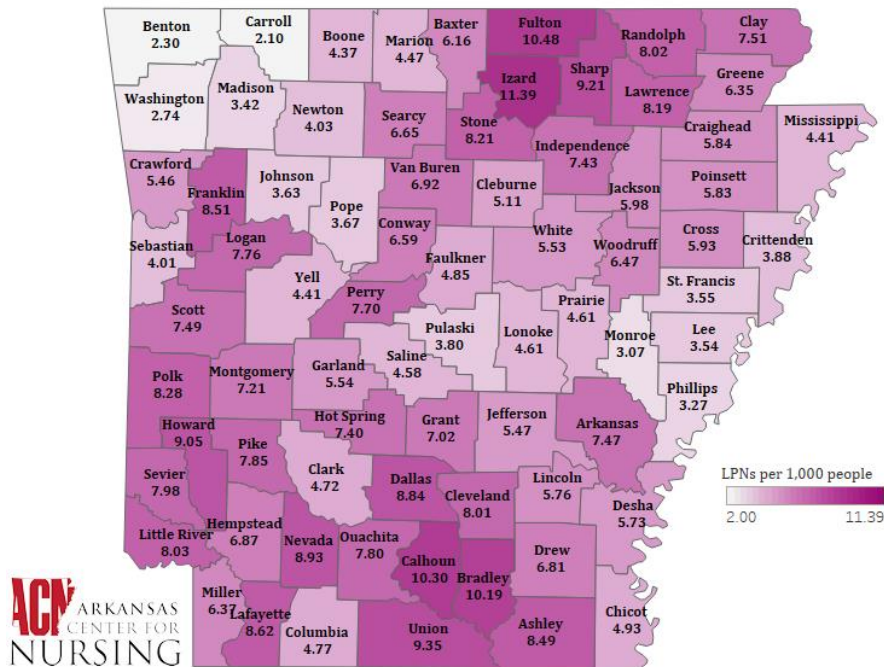 Benton
2.30
Carroll
2.10
Boone
4.37
Marion
4.47
Baxter
6.16
Fulton
10.48
Randolph
8.02
Clay
7.51
Izard
11.39
Sharp
9.21
Lawrence
8.19
Greene
6.35
Washington
2.74
Madison
3.42
Newton
4.03
Searcy
6.65
Stone
8.21
Independence
7.43
Craighead
5.84
Mississippi
4.41
Crawford
5.46
Franklin
8.51
Johnson
3.63
Pope
3.67
Van Buren
6.92
Cleburne
5.11
Jackson
5.98
Poinsett
5.83
Sebastian
4.01
Logan
7.76
Conway
6.59
White
5.53
Woodruff
6.47
Cross
5.93
Crittenden
3.88
Yell
4.41
Faulkner
4.85
St. Francis
3.55
Scott
7.49
Perry
7.70
Pulaski
3.80
Lonoke
4.61
Prairie
4.61
Monroe
3.07
Lee
3.54
Polk
8.28
Montgomery
7.21
Garland
5.54
Saline
4.58
Phillips
3.27
Howard
9.05
Pike
7.85
Hot Spring
7.40
Grant
7.02
Jefferson
5.47
Arkansas
7.47
Sevier
7.98
Clark
4.72
Dallas
8.84
Cleveland
8.01
Lincoln
5.76
Desha
5.73
LPNs per 1,000 people
2.00
11.39
Little River
8.03
Hempstead
6.87
Nevada
8.93
Ouachita
7.80
Calhoun
10.30
Bradley
10.19
Drew
6.81
Miller
6.37
Lafayette
8.62
Columbia
4.77
Union
9.35
Ashley
8.49
Chicot
4.93
ACN ARKANSAS
CENTER FOR
NURSING